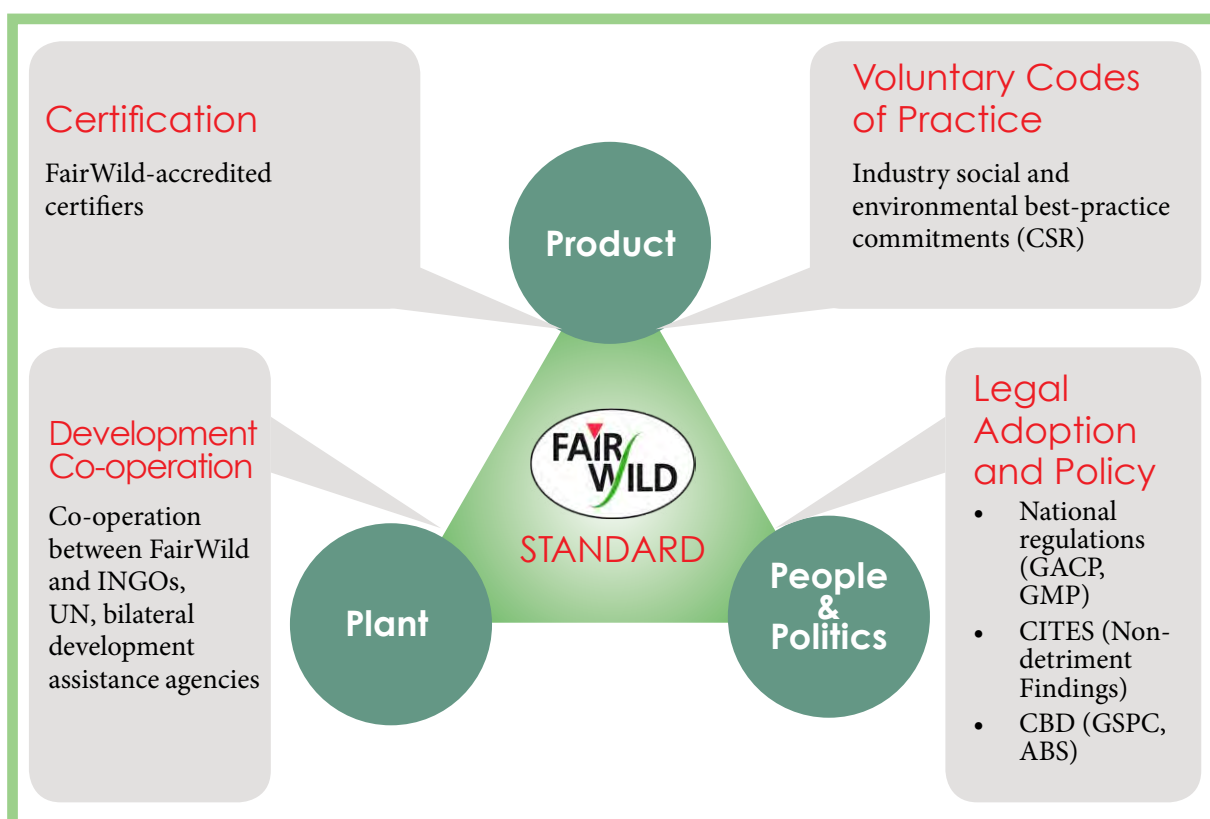 Certification
FairWild-accredited
certifiers
Voluntary Codes
of Practice
Industry social and
environmental best-practice
commitments (CSR)
Product
Development
Co-operation
Co-operation
between FairWild
and INGOs,
UN, bilateral
development
assistance agencies
FAIR
WILD
STANDARD
Plant
People
&
Politics
Legal
Adoption
and Policy
• National
regulations
(GACP,
GMP)
• CITES (Non-
detriment
Findings)
• CBD (GSPC,
ABS)